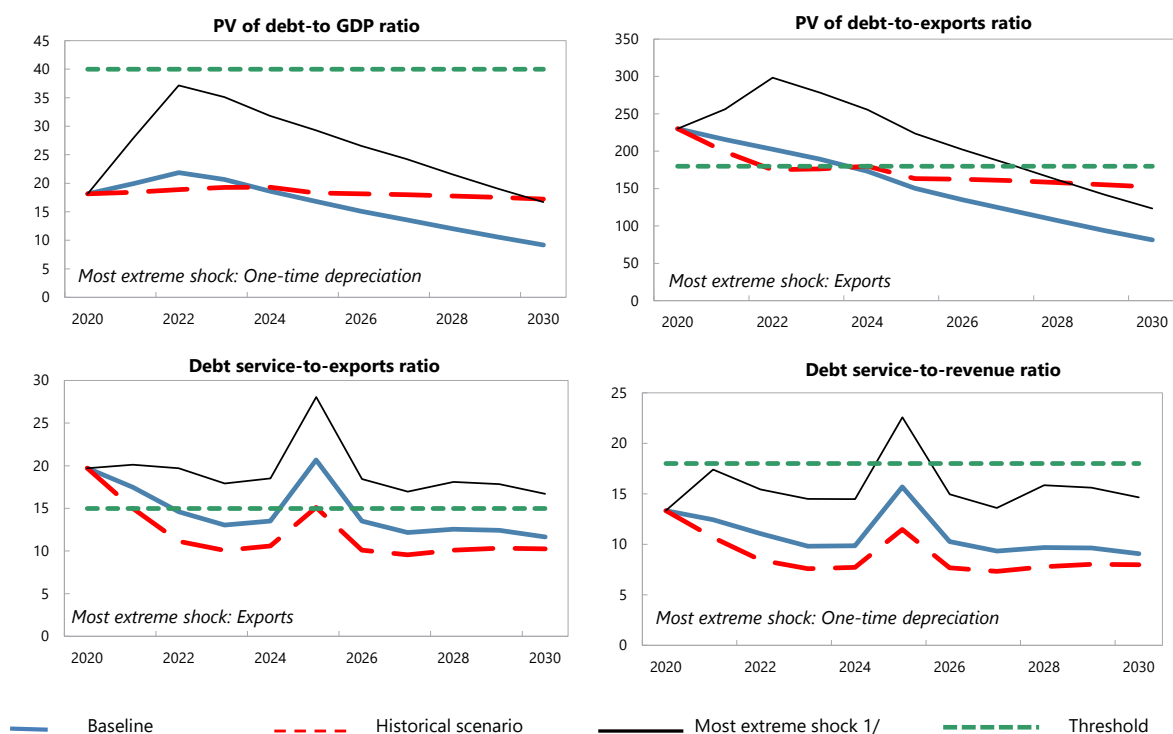 PV of debt-to GDP ratio
45
40
35
30
25
20
15
10
5
0
Most extreme shock: One-time depreciation
2020 2022 2024 2026 2028 2030
PV of debt-to-exports ratio
350
300
250
200
150
100
50
0
Most extreme shock: Exports
2020 2022 2024 2026 2028 2030
Debt service-to-exports ratio
30
25
20
15
10
5
0
Most extreme shock: Exports
2020 2022 2024 2026 2028 2030
Debt service-to-revenue ratio
25
20
15
10
5
0
Most extreme shock: One-time depreciation
2020 2022 2024 2026 2028 2030
Baseline Historical scenario Most extreme shock 1/ Threshold